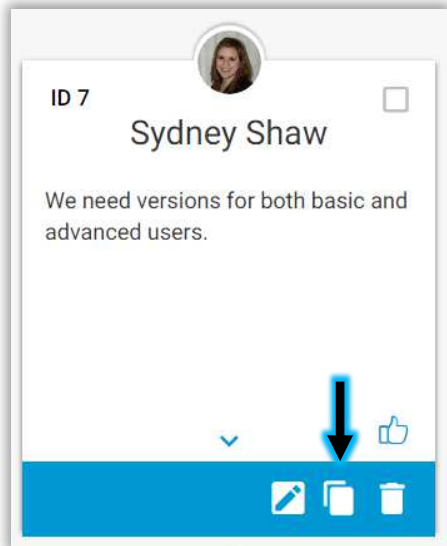 ID 7
Sydney Shaw
We need versions for both basic and
advanced users.